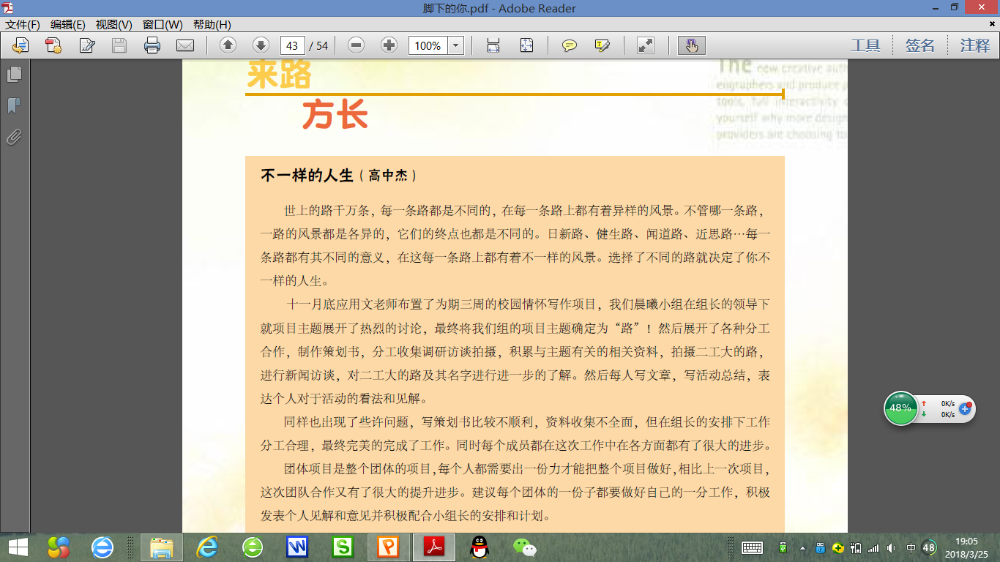 脚下的你.pdf - Adobe Reader
文件(F) 编辑(E) 视图(V) 窗口(W) 帮助(H)
43 / 54 100% 工具 签名 注释
来路
方长
The new creative auth
eographers and produce p
tools, full interactivity
yourself why more design
providers are choosing to
不一样的人生（高中杰）
世上的路千万条，每一条路都是不同的，在每一条路上都有着异样的风景。不管哪一条路，
一路的风景都是各异的，它们的终点也都是不同的。日新路、健生路、闻道路、近思路…每一
条路都有其不同的意义，在这每一条路上都有着不一样的风景。选择了不同的路就决定了你不
一样的人生。
十一月底应用文老师布置了为期三周的校园情怀写作项目，我们晨曦小组在组长的领导下
就项目主题展开了热烈的讨论，最终将我们组的项目主题确定为“路”！然后展开了各种分工
合作，制作策划书，分工收集调研访谈拍摄，积累与主题有关的相关资料，拍摄二工大的路，
进行新闻访谈，对二工大的路及其名字进行进一步的了解。然后每人写文章，写活动总结，表
达个人对于活动的看法和见解。
同样也出现了些许问题，写策划书比较不顺利，资料收集不全面，但在组长的安排下工作
分工合理，最终完美的完成了工作。同时每个成员都在这次工作中在各方面都有了很大的进步。
团体项目是整个团体的项目，每个人都需要出一份力才能把整个项目做好，相比上一次项目，
这次团队合作又有了很大的提升进步。建议每个团体的一份子都要做好自己的一分工作，积极
发表个人见解和意见并积极配合小组长的安排和计划。
48%
0K/s
0K/s
中 48 19:05
2018/3/25